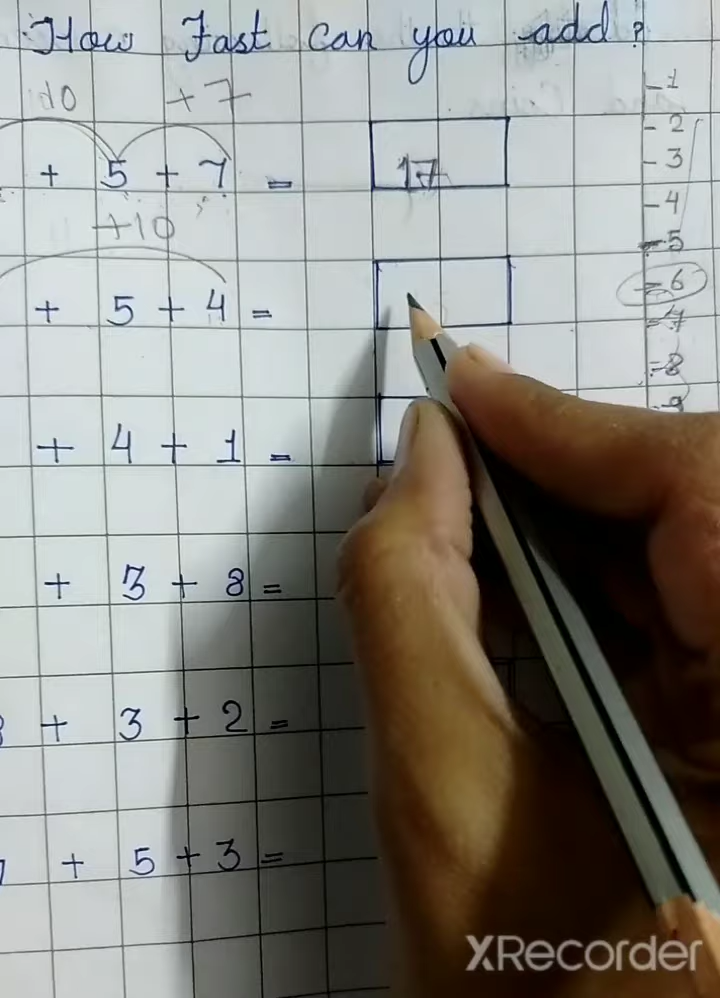 How Fast can you add?
10 +7
+ 5 + 7 = 17
+10
+ 5 + 4 =
+ 4 + 1 =
+ 3 + 8 =
+ 3 + 2 =
+ 5 + 3 =
- 1
- 2
- 3
- 4
- 5
= 6
= 7
- 8
- 9
XRecorder